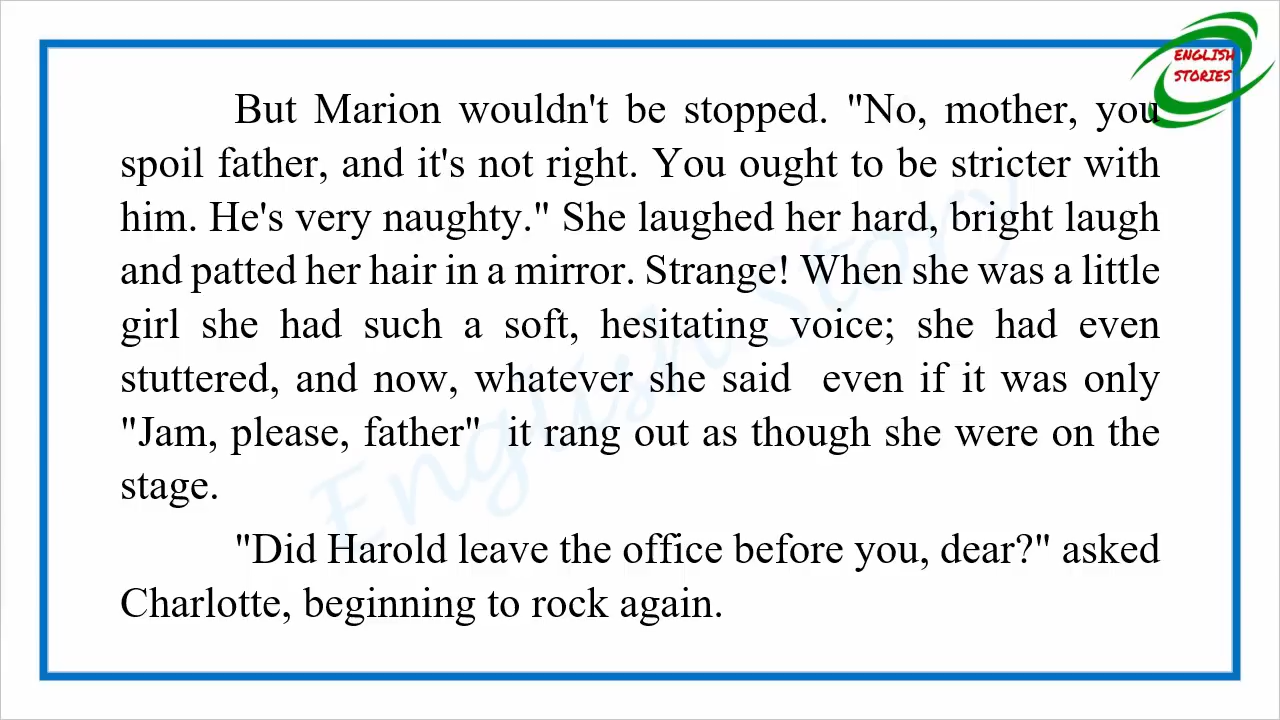 ENGLISH
STORIES
But Marion wouldn't be stopped. "No, mother, you
spoil father, and it's not right. You ought to be stricter with
him. He's very naughty." She laughed her hard, bright laugh
and patted her hair in a mirror. Strange! When she was a little
girl she had such a soft, hesitating voice; she had even
stuttered, and now, whatever she said  even if it was only
"Jam, please, father"  it rang out as though she were on the
stage.
"Did Harold leave the office before you, dear?" asked
Charlotte, beginning to rock again.
English Story